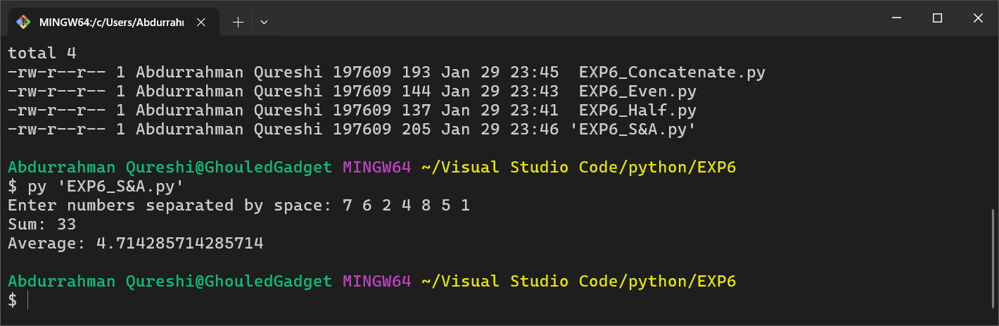 MINGW64:/c/Users/Abdurrahr
total 4
-rw-r--r-- 1 Abdurrahman Qureshi 197609 193 Jan 29 23:45  EXP6_Concatenate.py
-rw-r--r-- 1 Abdurrahman Qureshi 197609 144 Jan 29 23:43  EXP6_Even.py
-rw-r--r-- 1 Abdurrahman Qureshi 197609 137 Jan 29 23:41  EXP6_Half.py
-rw-r--r-- 1 Abdurrahman Qureshi 197609 205 Jan 29 23:46 'EXP6_S&A.py'
Abdurrahman Qureshi@GhouledGadget MINGW64 ~/Visual Studio Code/python/EXP6
$ py 'EXP6_S&A.py'
Enter numbers separated by space: 7 6 2 4 8 5 1
Sum: 33
Average: 4.714285714285714
Abdurrahman Qureshi@GhouledGadget MINGW64 ~/Visual Studio Code/python/EXP6
$